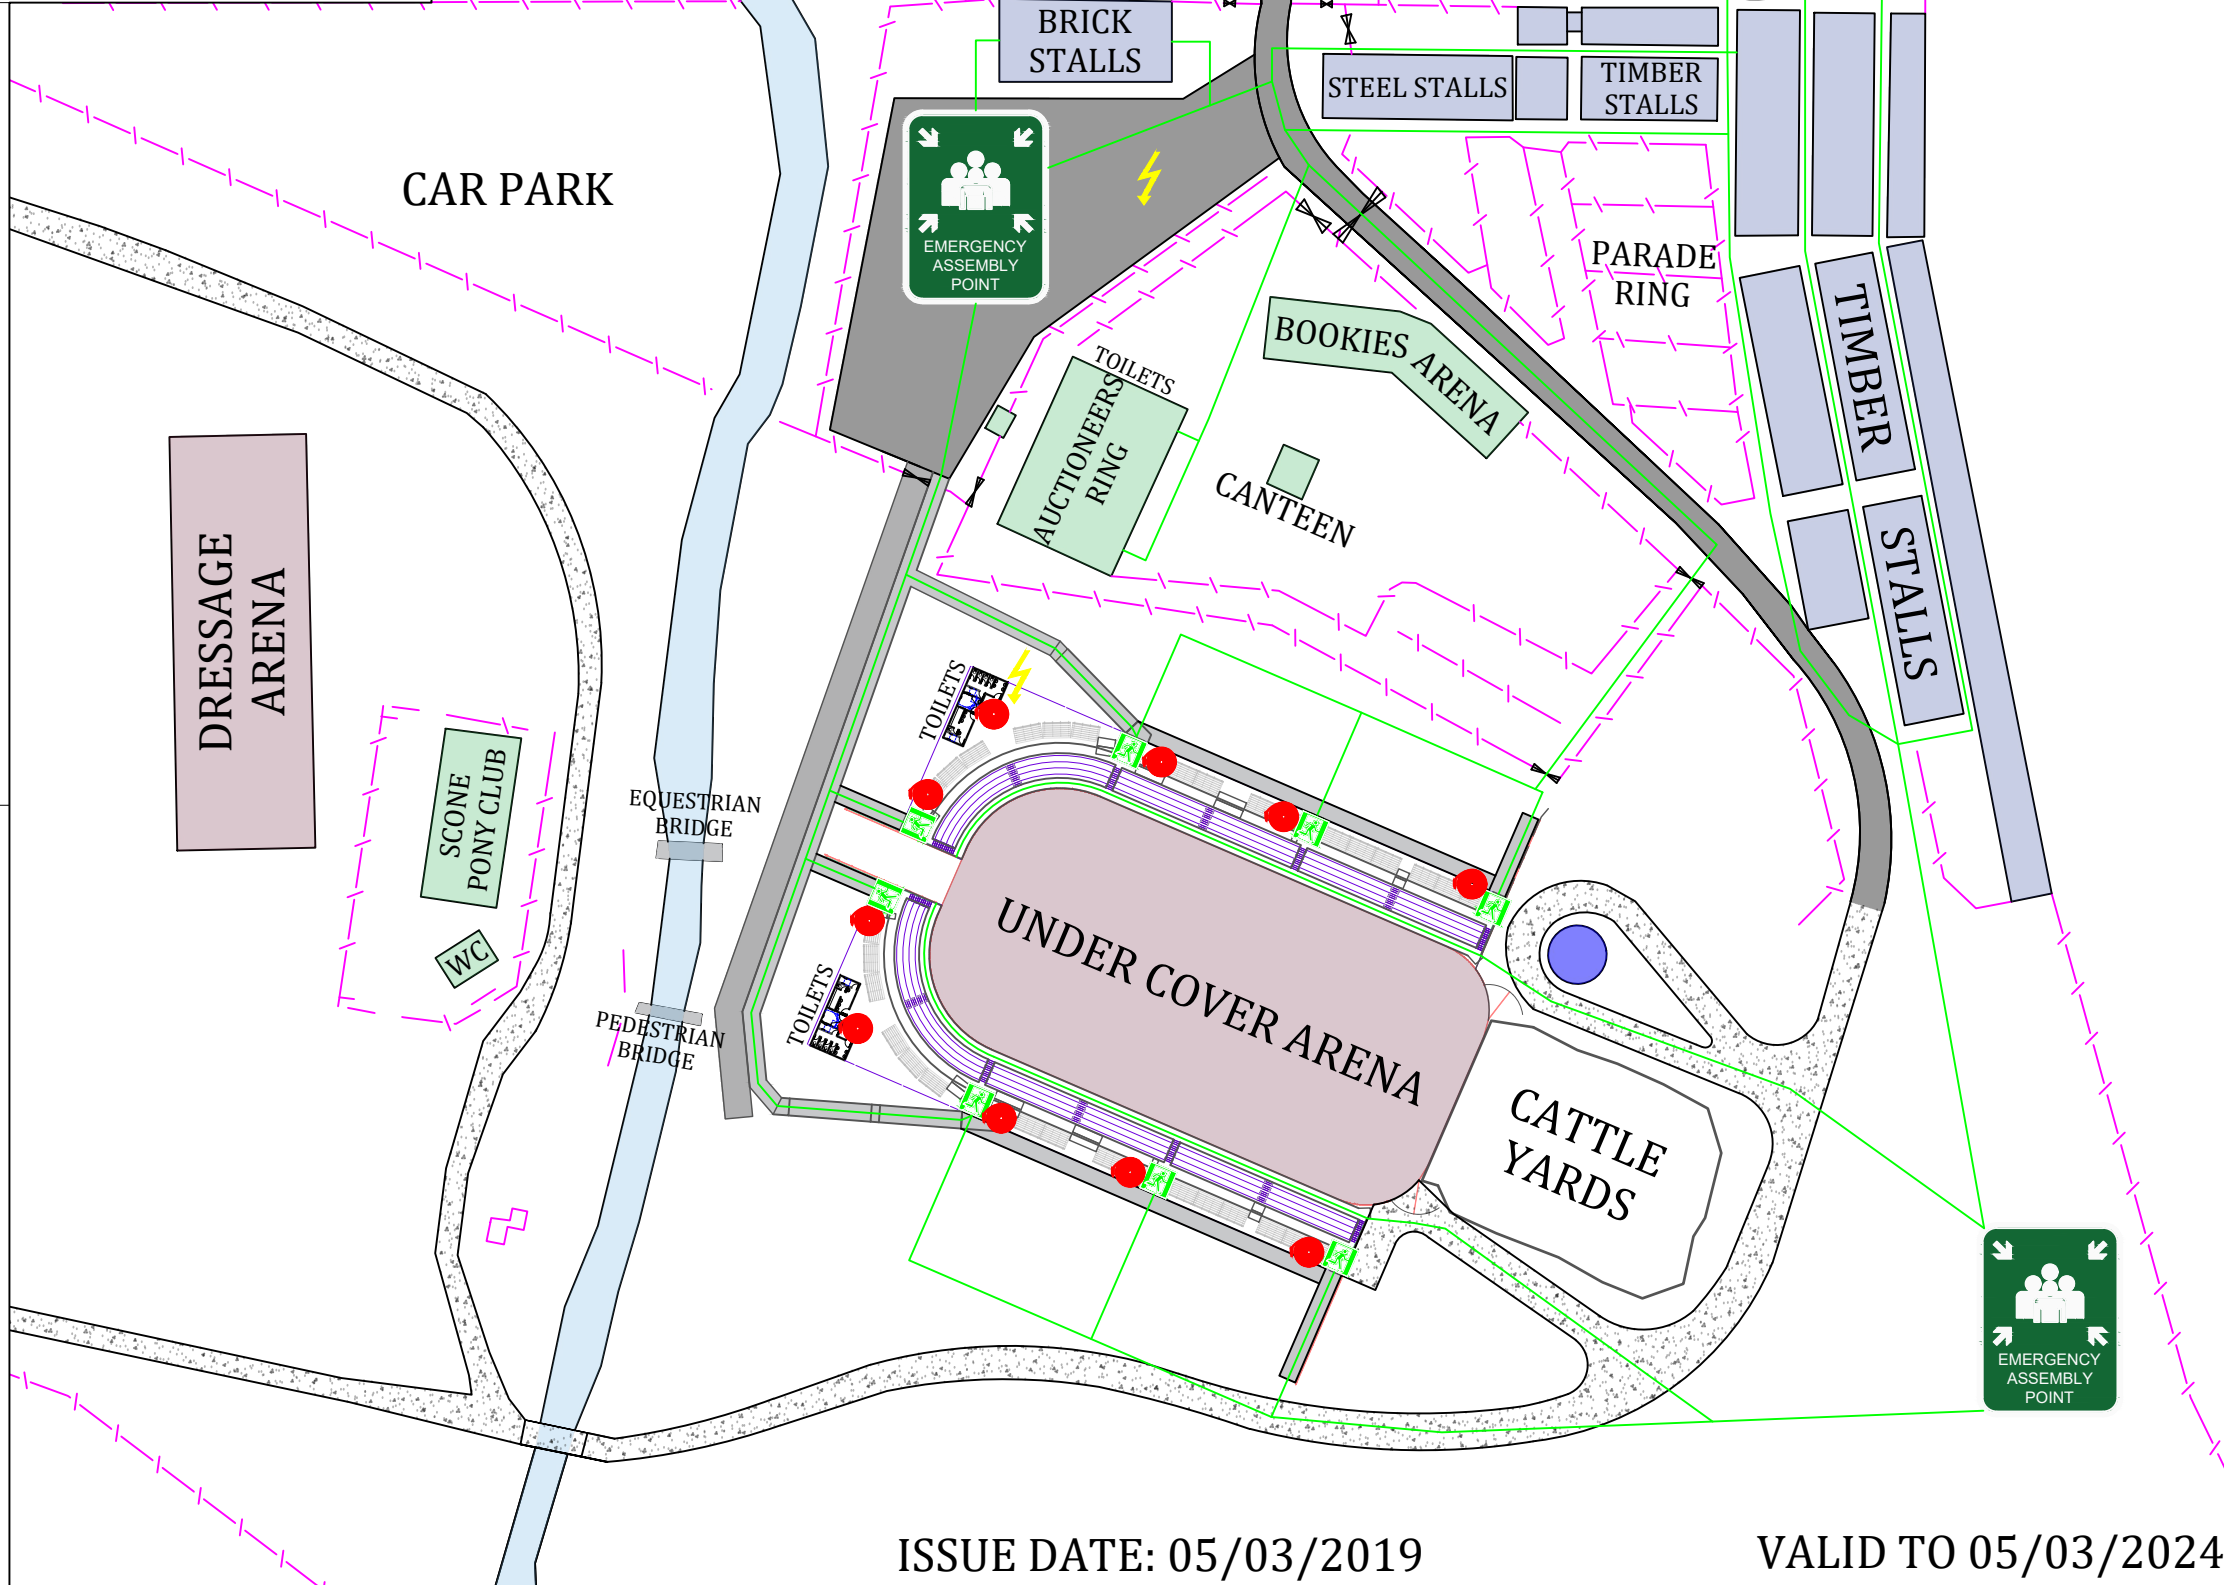 BRICK
STALLS
STEEL STALLS
TIMBER
STALLS
CAR PARK
EMERGENCY
ASSEMBLY
POINT
PARADE
RING
TIMBER
STALLS
BOOKIES ARENA
TOILETS
AUCTIONEERS
RING
CANTEEN
DRESSAGE
ARENA
TOILETS
SCONE
PONY CLUB
WC
EQUESTRIAN
BRIDGE
PEDESTRIAN
BRIDGE
TOILETS
UNDER COVER ARENA
CATTLE
YARDS
EMERGENCY
ASSEMBLY
POINT
ISSUE DATE: 05/03/2019
VALID TO 05/03/2024